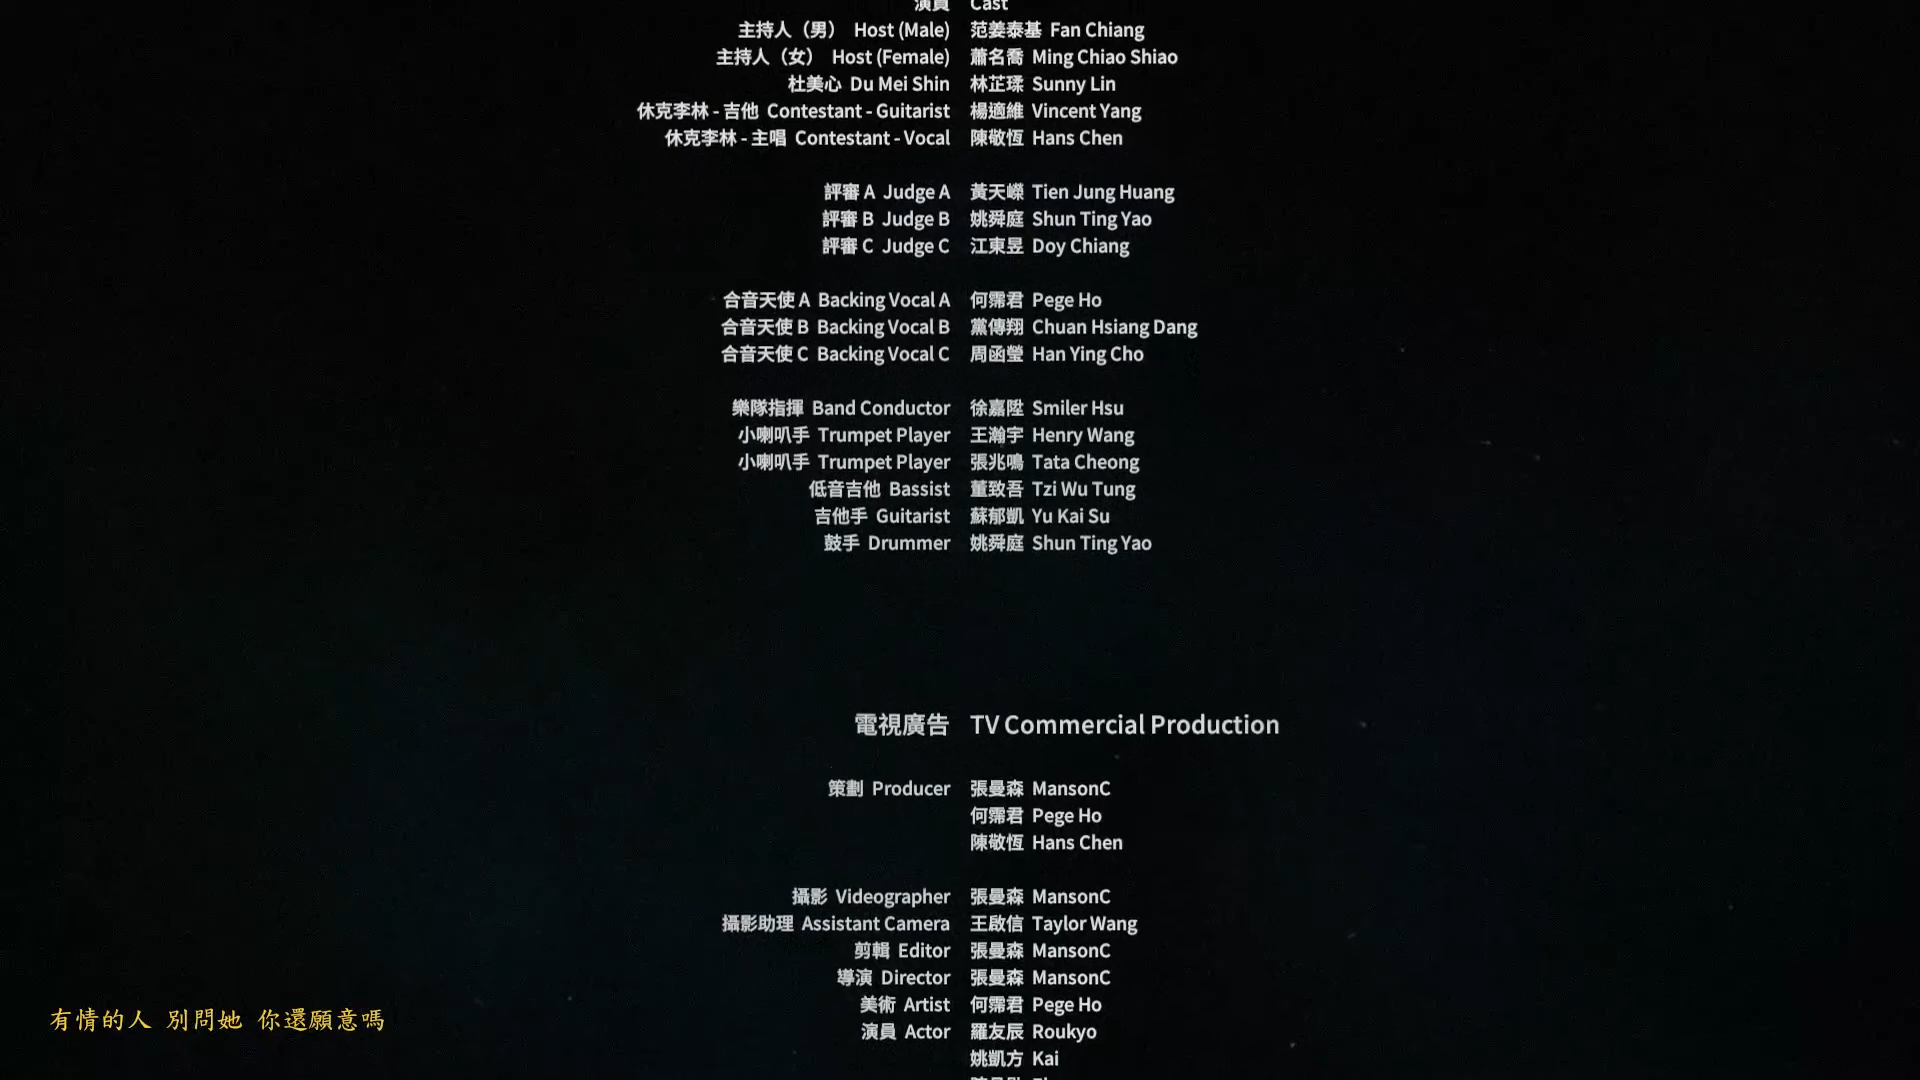 演員 Cast
主持人（男） Host (Male) 范姜泰基 Fan Chiang
主持人（女） Host (Female) 蕭名喬 Ming Chiao Shiao
杜美心 Du Mei Shin 林芷瑈 Sunny Lin
休克李林 - 吉他 Contestant - Guitarist 楊適維 Vincent Yang
休克李林 - 主唱 Contestant - Vocal 陳敬恆 Hans Chen
評審 A Judge A 黃天嶸 Tien Jung Huang
評審 B Judge B 姚舜庭 Shun Ting Yao
評審 C Judge C 江東昱 Doy Chiang
合音天使 A Backing Vocal A 何霈君 Pege Ho
合音天使 B Backing Vocal B 黨傳翔 Chuan Hsiang Dang
合音天使 C Backing Vocal C 周函瑩 Han Ying Cho
樂隊指揮 Band Conductor 徐嘉陞 Smiler Hsu
小喇叭手 Trumpet Player 王瀚宇 Henry Wang
小喇叭手 Trumpet Player 張兆鳴 Tata Cheong
低音吉他 Bassist 董致吾 Tzi Wu Tung
吉他手 Guitarist 蘇郁凱 Yu Kai Su
鼓手 Drummer 姚舜庭 Shun Ting Yao
電視廣告 TV Commercial Production
策劃 Producer 張曼森 MansonC
何霈君 Pege Ho
陳敬恆 Hans Chen
攝影 Videographer 張曼森 MansonC
攝影助理 Assistant Camera 王啟信 Taylor Wang
剪輯 Editor 張曼森 MansonC
導演 Director 張曼森 MansonC
美術 Artist 何霈君 Pege Ho
演員 Actor 羅友辰 Roukyo
姚凱方 Kai
有情的人 別問她 你還願意嗎